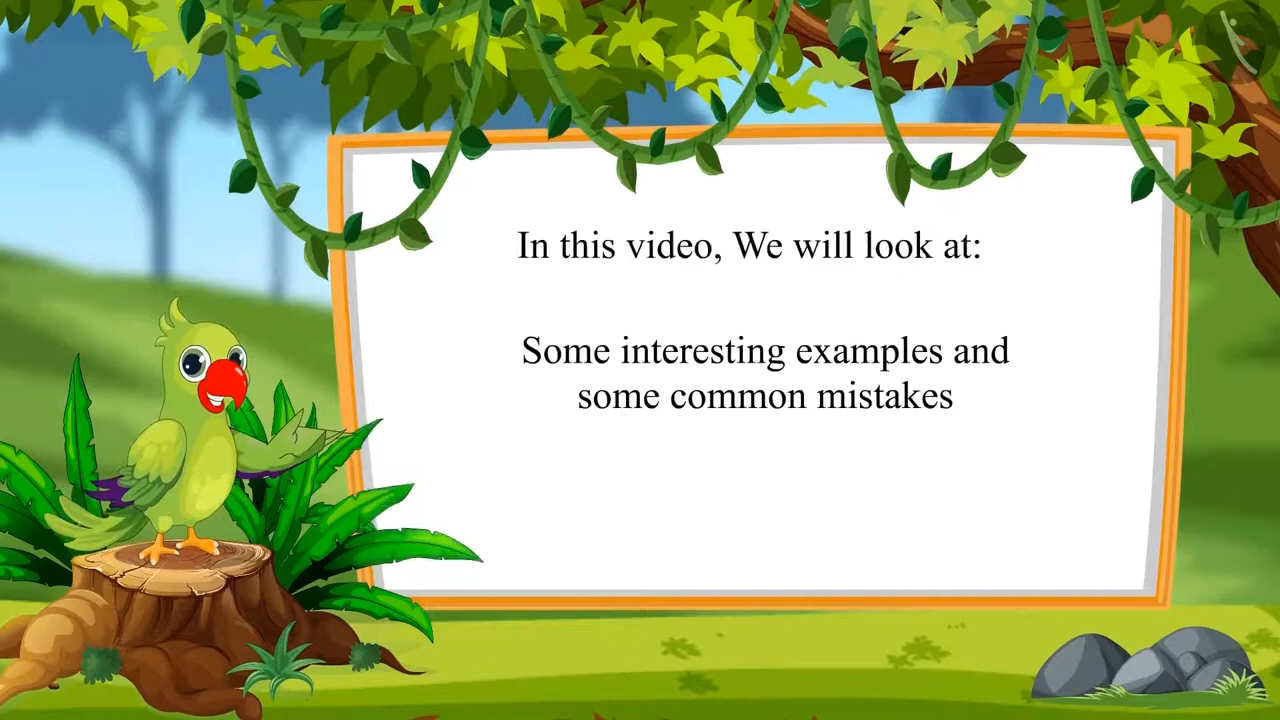 In this video, We will look at:
Some interesting examples and
some common mistakes